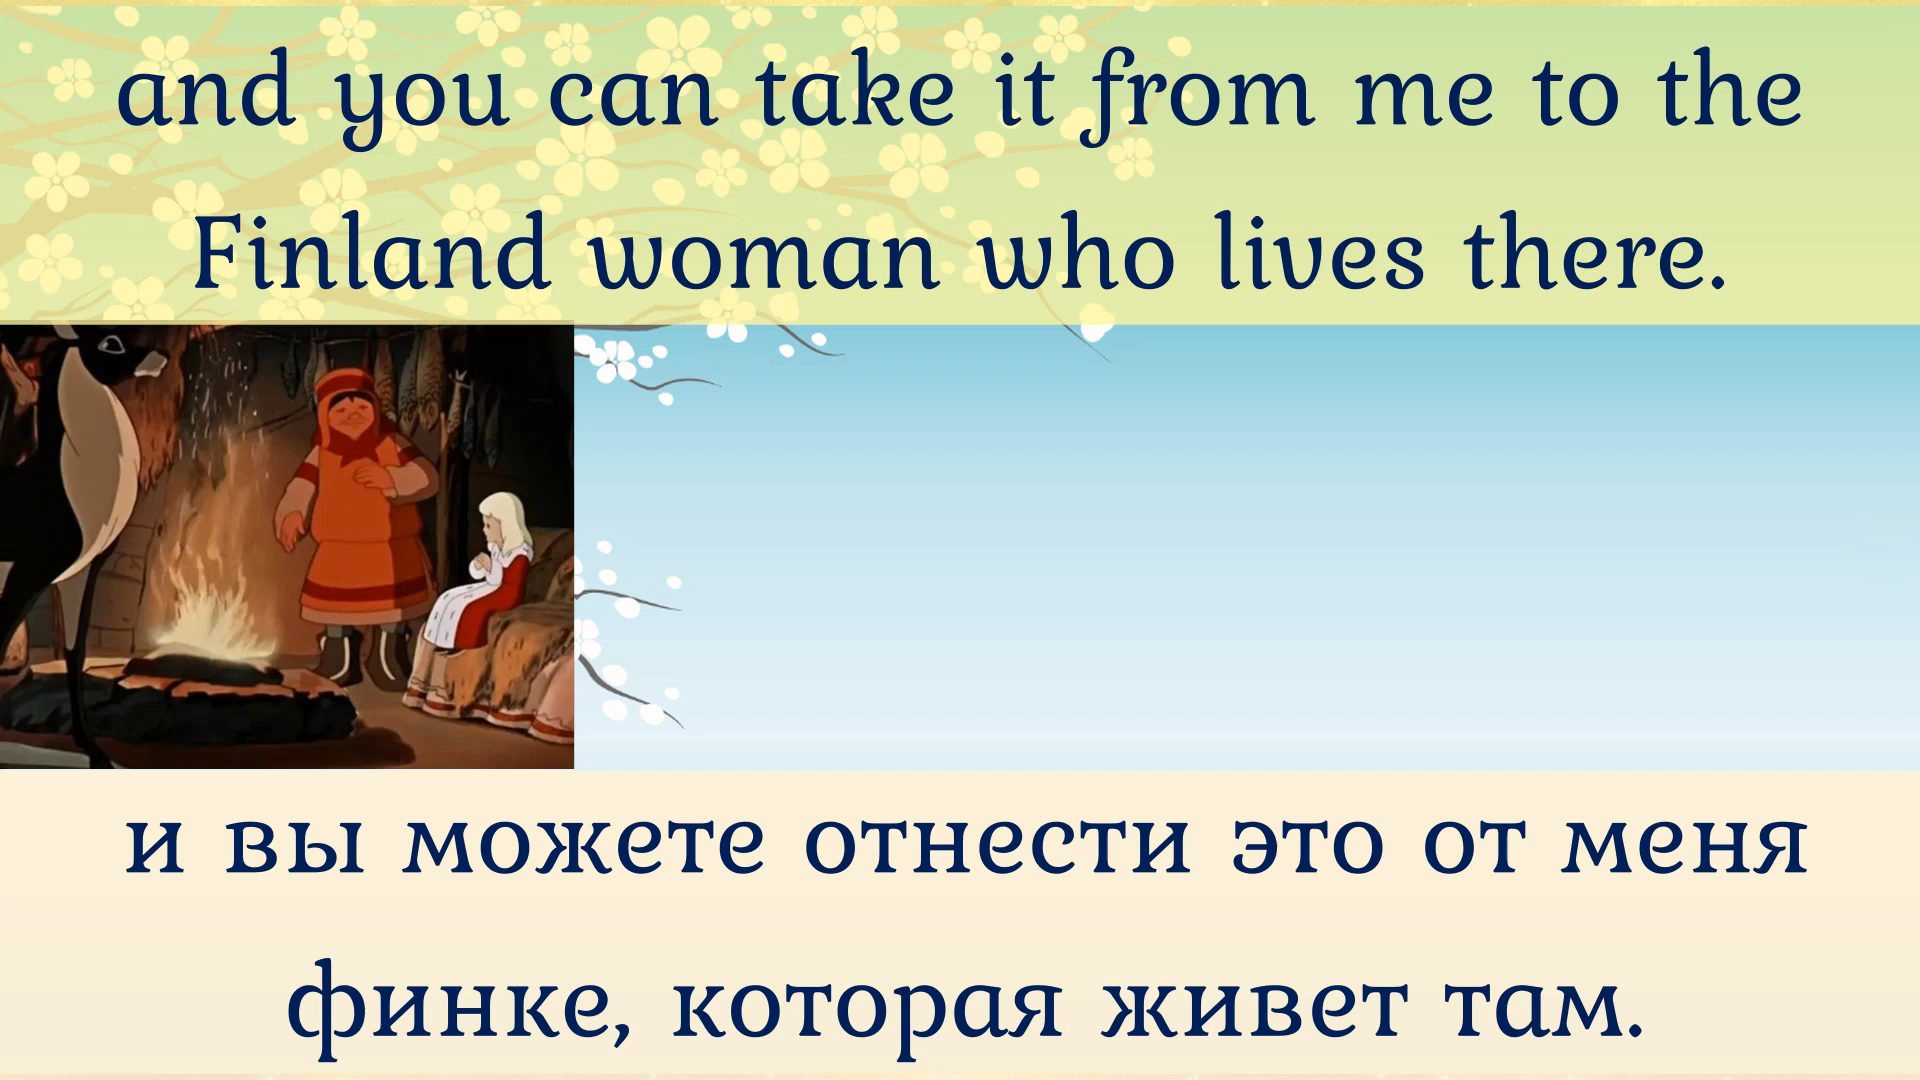 and you can take it from me to the
Finland woman who lives there.
и вы можете отнести это от меня
финке, которая живет там.